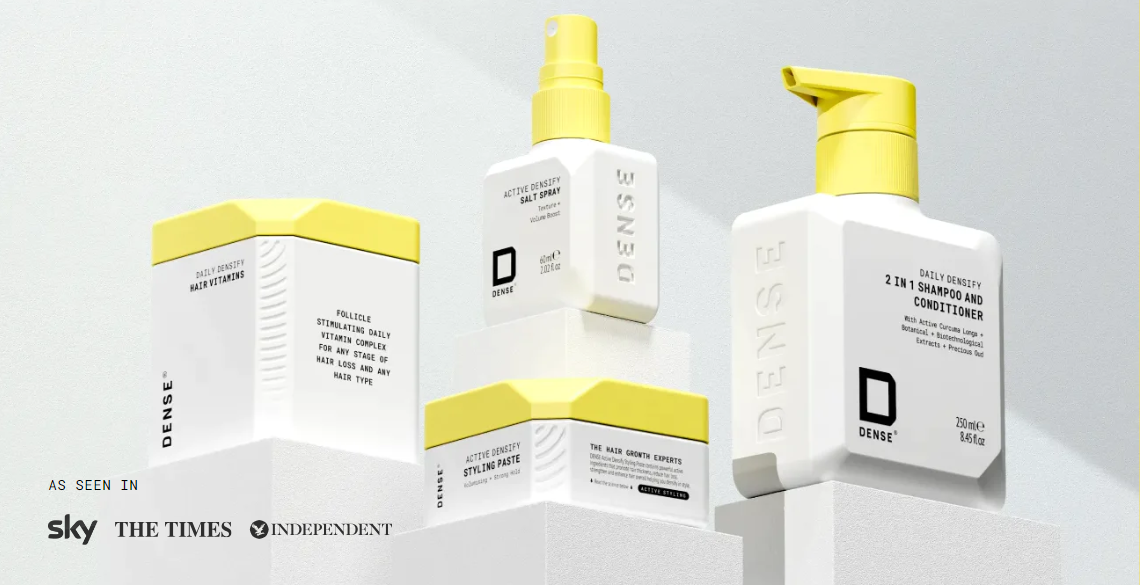 DAILY DENSIFY
HAIR VITAMINS
FOLLICLE
STIMULATING DAILY
VITAMIN COMPLEX
FOR ANY STAGE OF
HAIR LOSS AND ANY
HAIR TYPE
DENSE®
ACTIVE DENSIFY
SALT SPRAY
Texture +
Volume Boost
D
DENSE
60ml℮
2.02 fl.oz
DENSE
ACTIVE DENSIFY
STYLING PASTE
Volumising + Strong Hold
DENSE
THE HAIR GROWTH EXPERTS
ACTIVE STYLING
DENSE
DAILY DENSIFY
2 IN 1 SHAMPOO AND
CONDITIONER
With Active Curcuma Longa +
Botanical + Biotechnological
Extracts + Precious Oud
D
DENSE®
250 ml℮
8.45 fl.oz
AS SEEN IN
sky
THE TIMES
INDEPENDENT